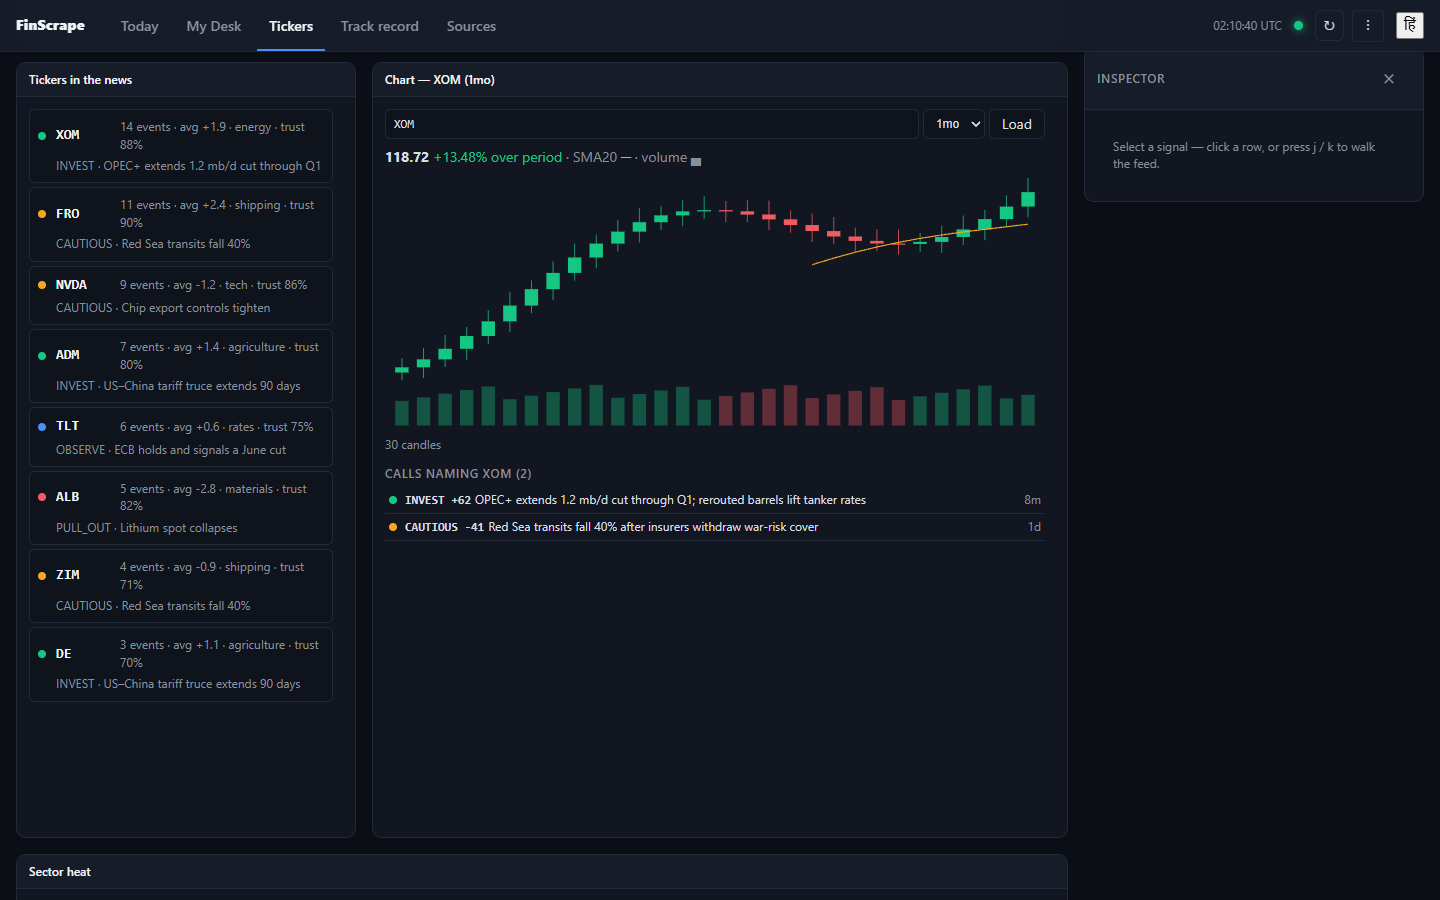 FinScrape
Today
My Desk
Tickers
Track record
Sources
02:10:40 UTC
हिं
Tickers in the news
XOM
14 events · avg +1.9 · energy · trust
88%
INVEST · OPEC+ extends 1.2 mb/d cut through Q1
FRO
11 events · avg +2.4 · shipping · trust
90%
CAUTIOUS · Red Sea transits fall 40%
NVDA
9 events · avg -1.2 · tech · trust 86%
CAUTIOUS · Chip export controls tighten
ADM
7 events · avg +1.4 · agriculture · trust
80%
INVEST · US–China tariff truce extends 90 days
TLT
6 events · avg +0.6 · rates · trust 75%
OBSERVE · ECB holds and signals a June cut
ALB
5 events · avg -2.8 · materials · trust
82%
PULL_OUT · Lithium spot collapses
ZIM
4 events · avg -0.9 · shipping · trust
71%
CAUTIOUS · Red Sea transits fall 40%
DE
3 events · avg +1.1 · agriculture · trust
70%
INVEST · US–China tariff truce extends 90 days
Chart — XOM (1mo)
XOM
1mo
Load
118.72 +13.48% over period · SMA20 — · volume ▄
30 candles
CALLS NAMING XOM (2)
INVEST +62 OPEC+ extends 1.2 mb/d cut through Q1; rerouted barrels lift tanker rates 8m
CAUTIOUS -41 Red Sea transits fall 40% after insurers withdraw war-risk cover 1d
INSPECTOR
Select a signal — click a row, or press j / k to walk
the feed.
Sector heat